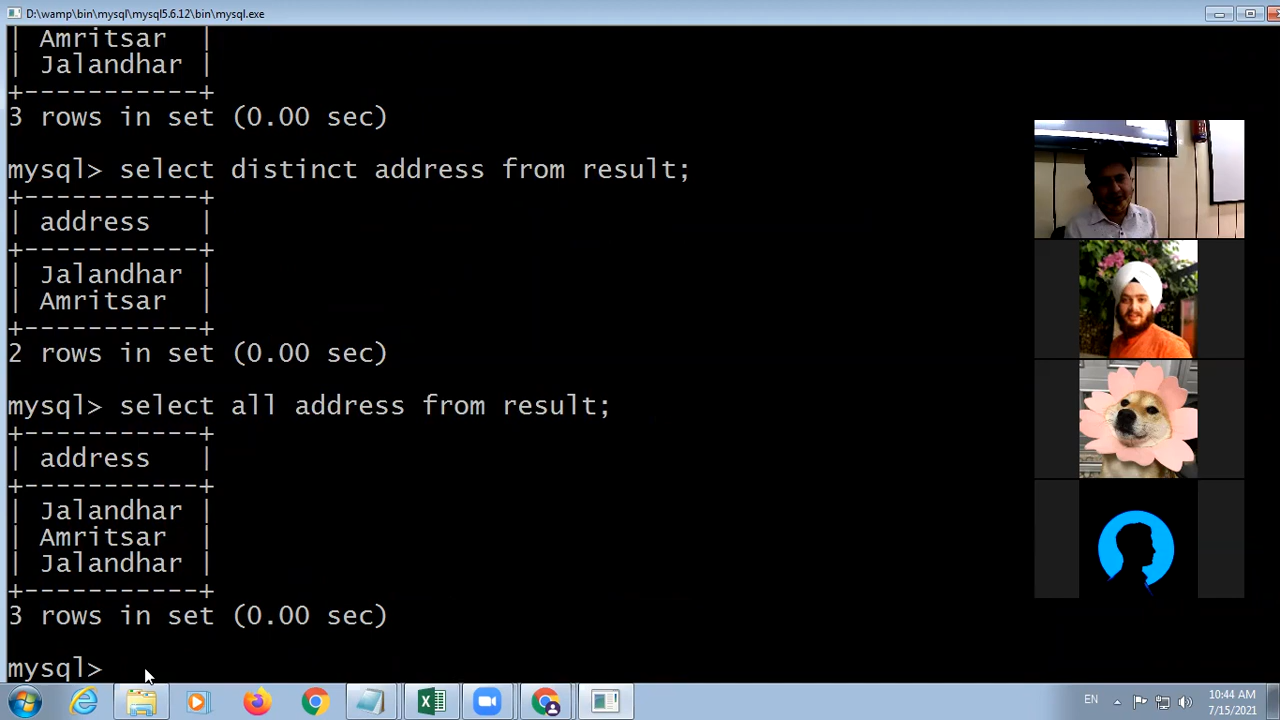 D:\wamp\bin\mysql\mysql5.6.12\bin\mysql.exe
| Amritsar  |
| Jalandhar |
+-----------+
3 rows in set (0.00 sec)
mysql> select distinct address from result;
+-----------+
| address   |
+-----------+
| Jalandhar |
| Amritsar  |
+-----------+
2 rows in set (0.00 sec)
mysql> select all address from result;
+-----------+
| address   |
+-----------+
| Jalandhar |
| Amritsar  |
| Jalandhar |
+-----------+
3 rows in set (0.00 sec)
mysql>
EN
10:44 AM
7/15/2021